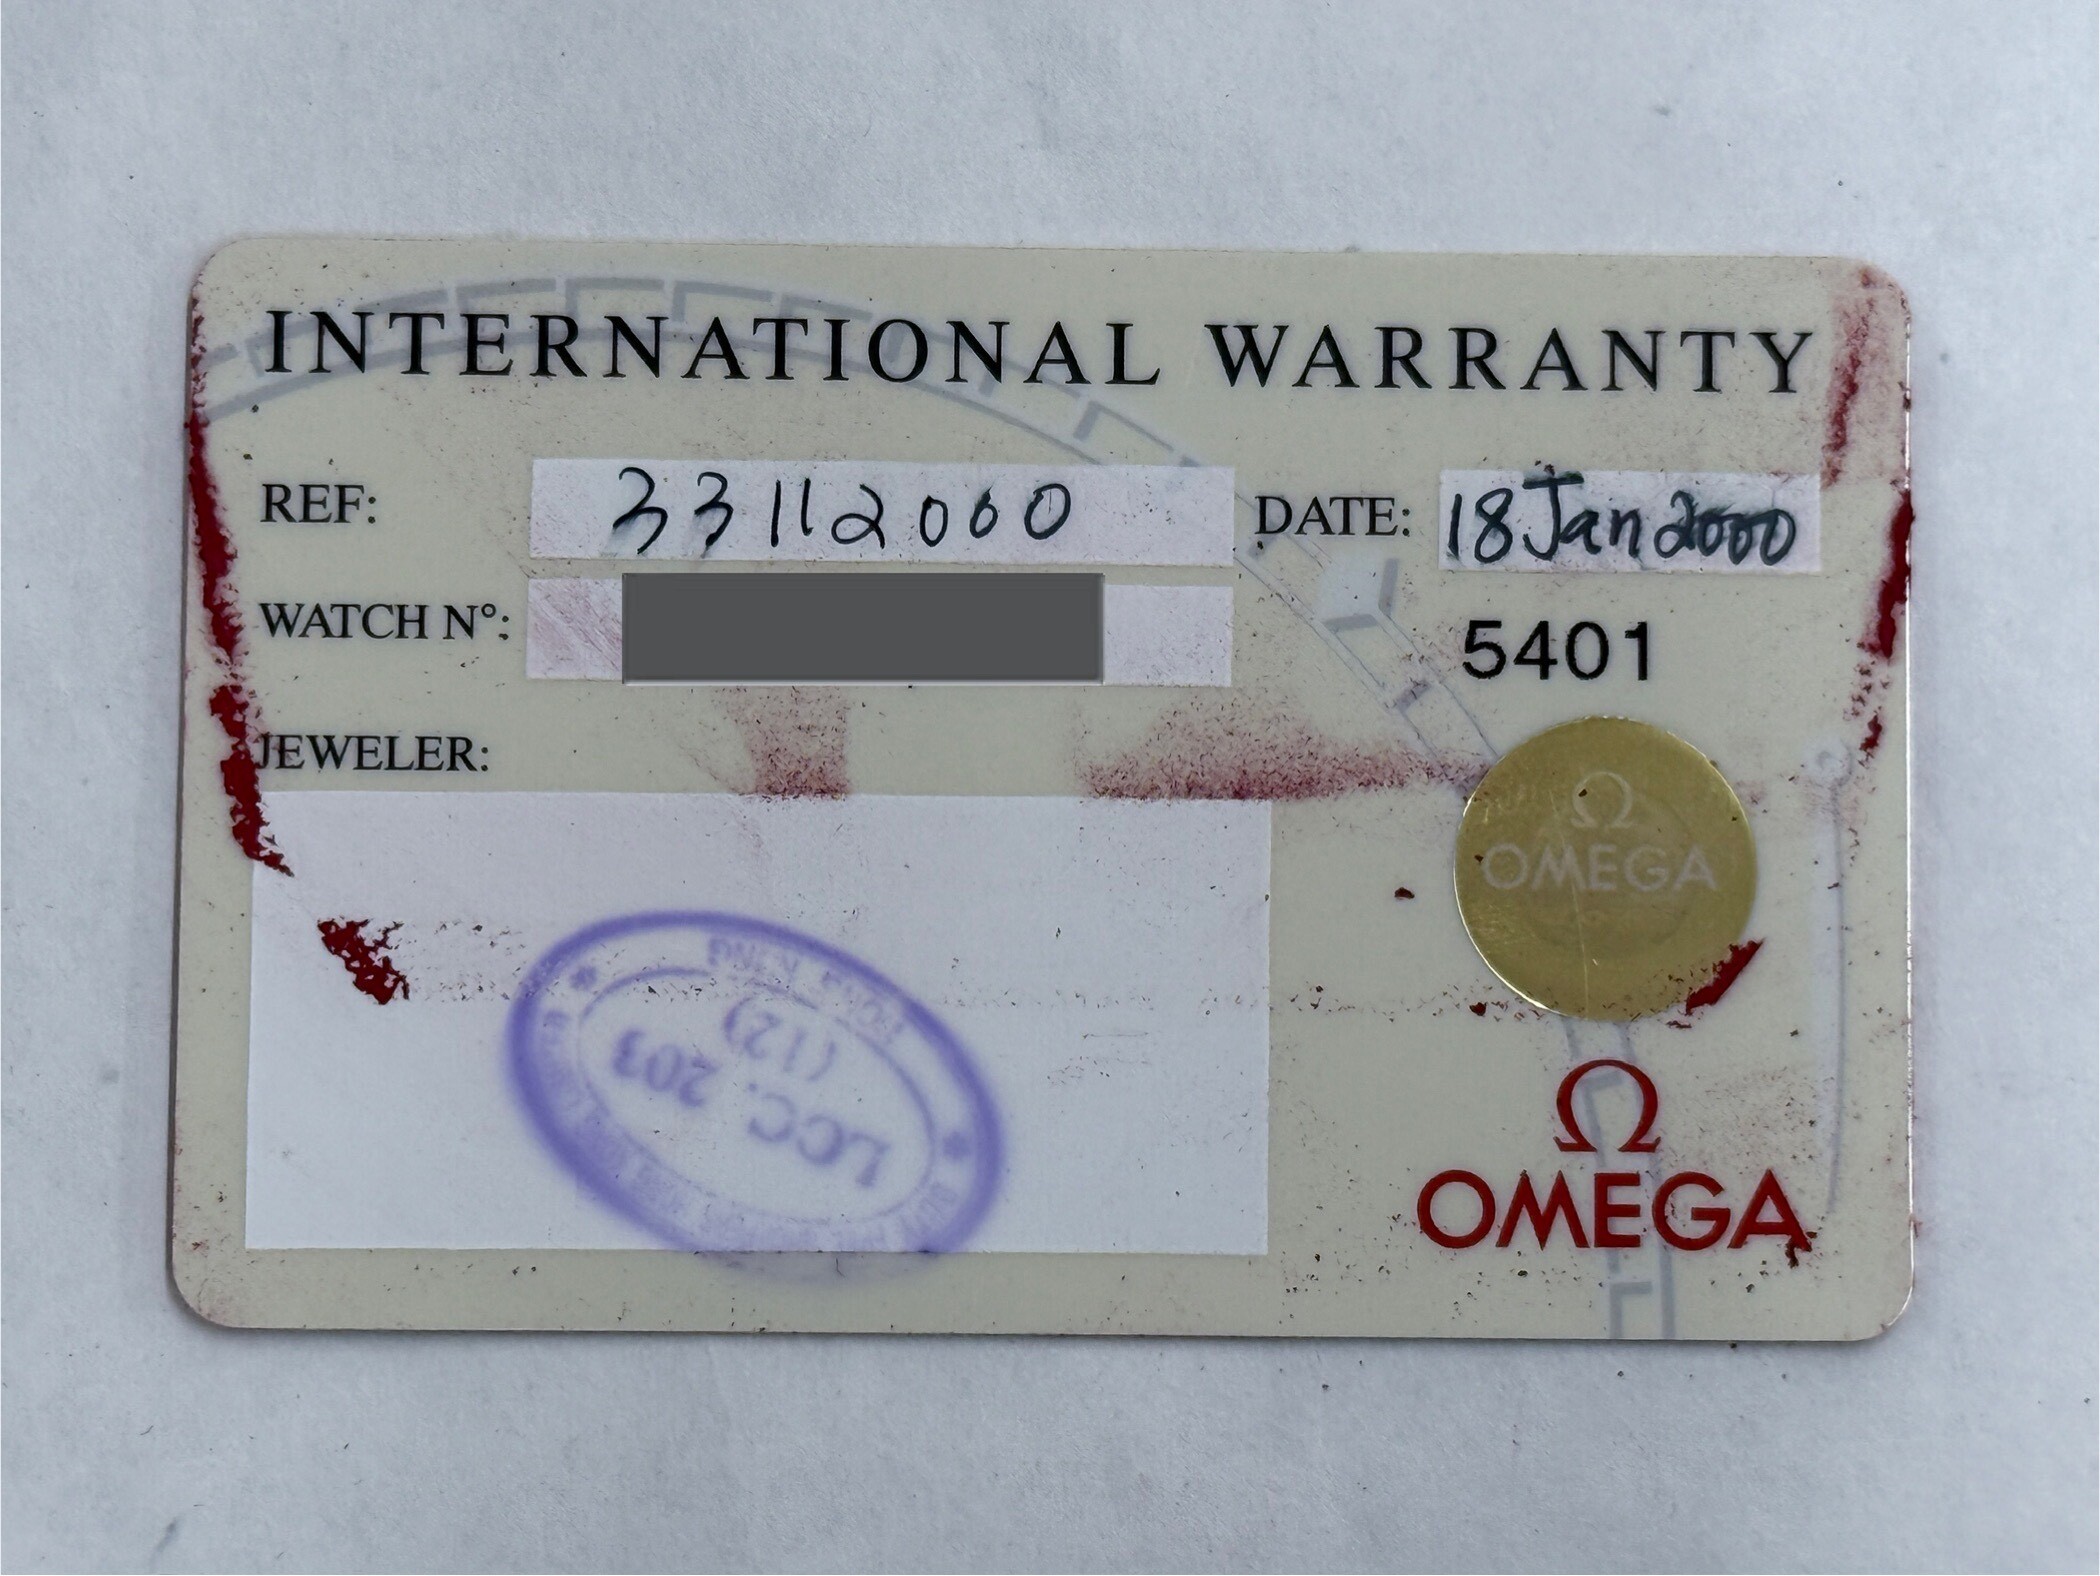 INTERNATIONAL WARRANTY
REF: 33112000 DATE: 18 Jan 2000
WATCH N°:
5401
JEWELER:
Ω
OMEGA
(12)
LCC. 203
Ω
OMEGA